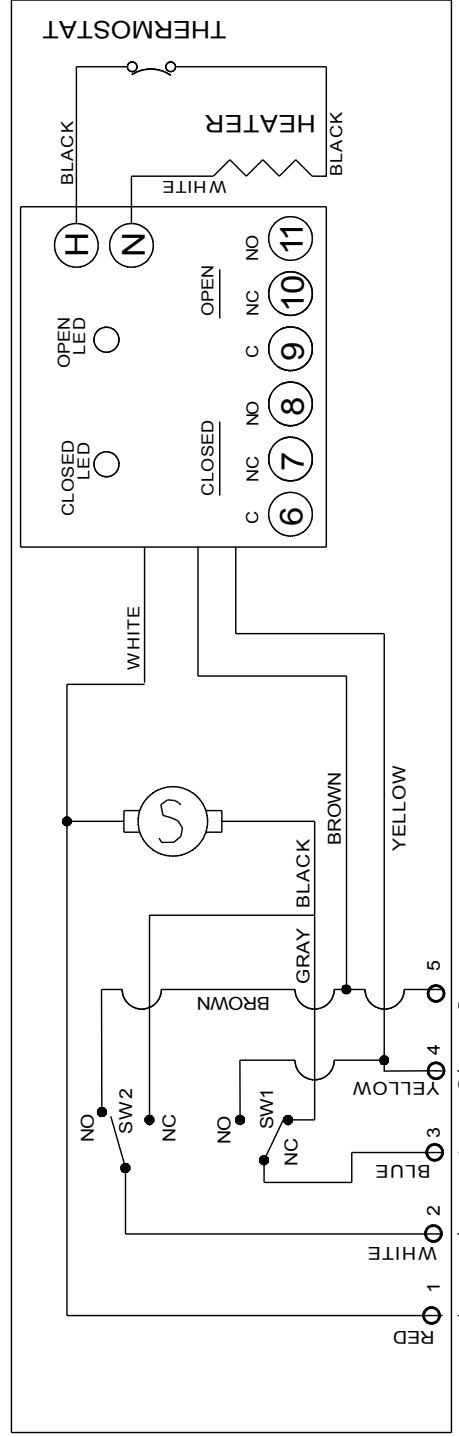 THERMOSTAT
HEATER
BLACK
BLACK
WHITE
H
N
OPEN
LED
CLOSED
LED
CLOSED
OPEN
C
NC
NO
C
NC
NO
6
7
8
9
10
11
WHITE
S
BROWN
YELLOW
BLACK
GRAY
BROWN
NO
SW2
NC
NO
SW1
NC
RED
WHITE
BLUE
YELLOW
1
2
3
4
5